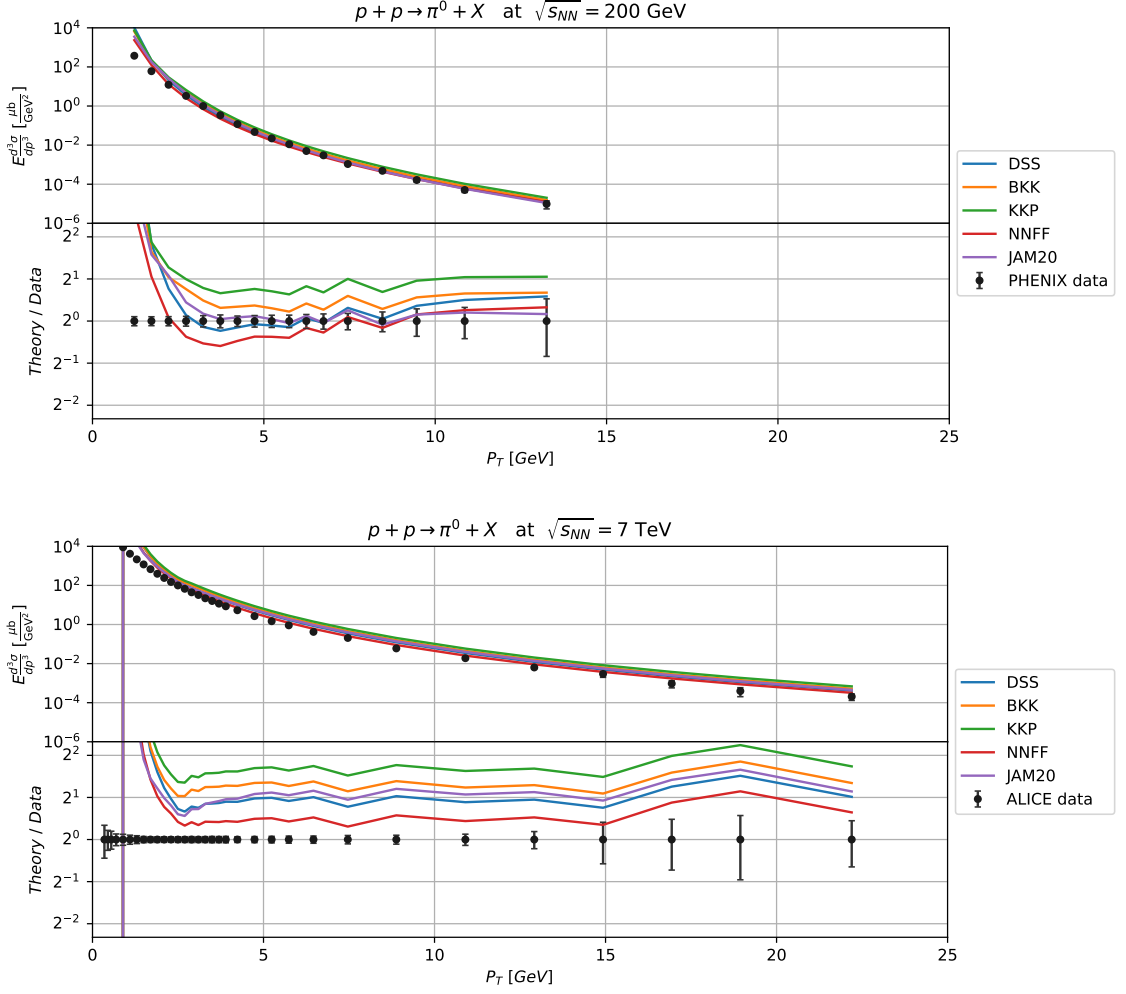 p + p → π⁰ + X at √s_NN = 200 GeV
10⁴
10²
10⁰
10⁻²
10⁻⁴
10⁻⁶
E d³σ/dp³ [μb/GeV²]
2²
2¹
2⁰
2⁻¹
2⁻²
Theory / Data
0 5 10 15 20 25
P_T [GeV]
DSS
BKK
KKP
NNFF
JAM20
PHENIX data
p + p → π⁰ + X at √s_NN = 7 TeV
10⁴
10²
10⁰
10⁻²
10⁻⁴
10⁻⁶
E d³σ/dp³ [μb/GeV²]
2²
2¹
2⁰
2⁻¹
2⁻²
Theory / Data
0 5 10 15 20 25
P_T [GeV]
DSS
BKK
KKP
NNFF
JAM20
ALICE data